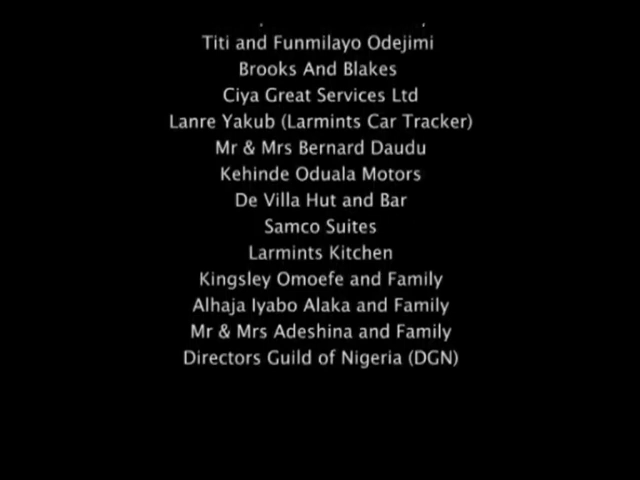 Titi and Funmilayo Odejimi
Brooks And Blakes
Ciya Great Services Ltd
Lanre Yakub (Larmints Car Tracker)
Mr & Mrs Bernard Daudu
Kehinde Oduala Motors
De Villa Hut and Bar
Samco Suites
Larmints Kitchen
Kingsley Omoefe and Family
Alhaja Iyabo Alaka and Family
Mr & Mrs Adeshina and Family
Directors Guild of Nigeria (DGN)